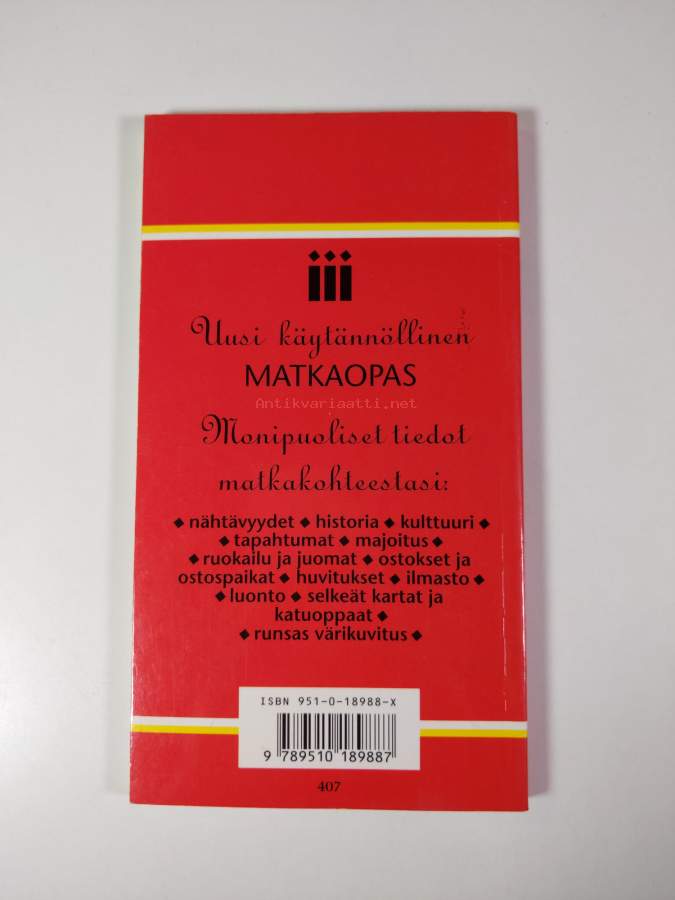 iii
Uusi käytännöllinen
MATKAOPAS
Antikvariaatti.net
Monipuoliset tiedot
matkakohteestasi:
◆ nähtävyydet ◆ historia ◆ kulttuuri ◆
◆ tapahtumat ◆ majoitus ◆
◆ ruokailu ja juomat ◆ ostokset ja
ostospaikat ◆ huvitukset ◆ ilmasto ◆
◆ luonto ◆ selkeät kartat ja
katuoppaat ◆
◆ runsas värikuvitus ◆
ISBN 951-0-18988-X
9 789510 189887
407